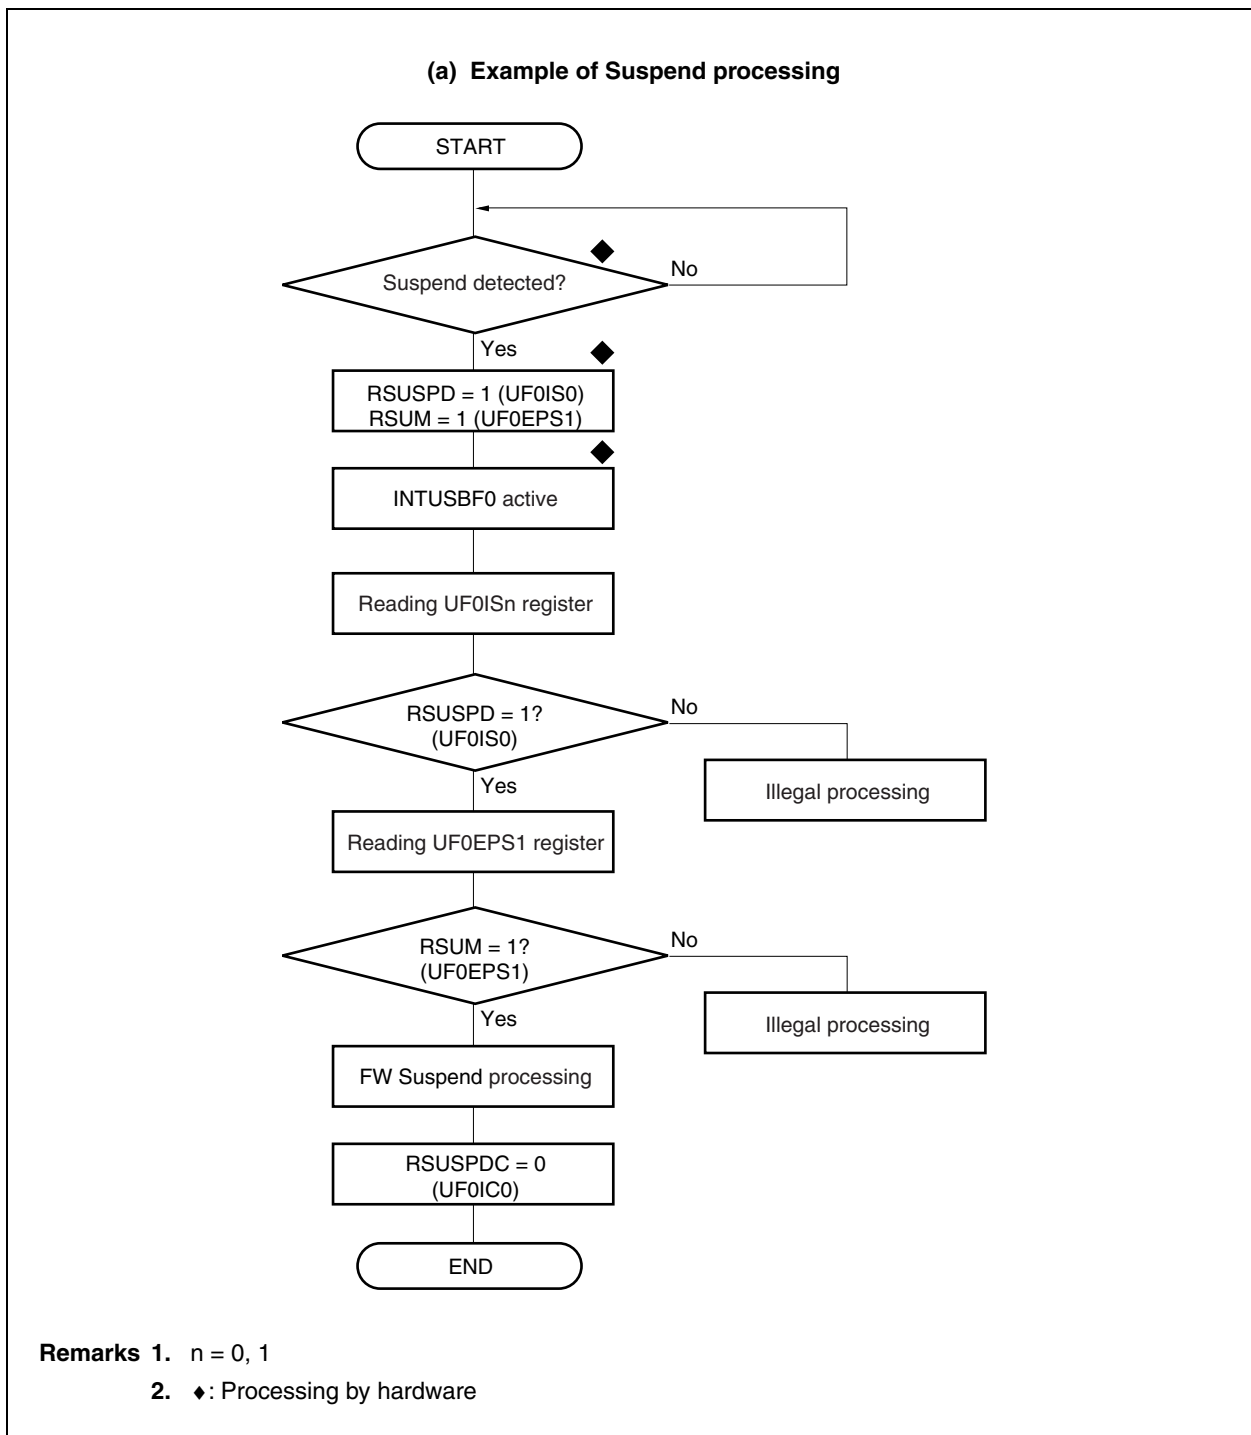 (a) Example of Suspend processing
START
Suspend detected?
No
Yes
RSUSPD = 1 (UF0IS0)
RSUM = 1 (UF0EPS1)
INTUSBF0 active
Reading UF0ISn register
RSUSPD = 1?
(UF0IS0)
No
Yes
Illegal processing
Reading UF0EPS1 register
RSUM = 1?
(UF0EPS1)
No
Yes
Illegal processing
FW Suspend processing
RSUSPDC = 0
(UF0IC0)
END
Remarks 1. n = 0, 1
2. ♦: Processing by hardware